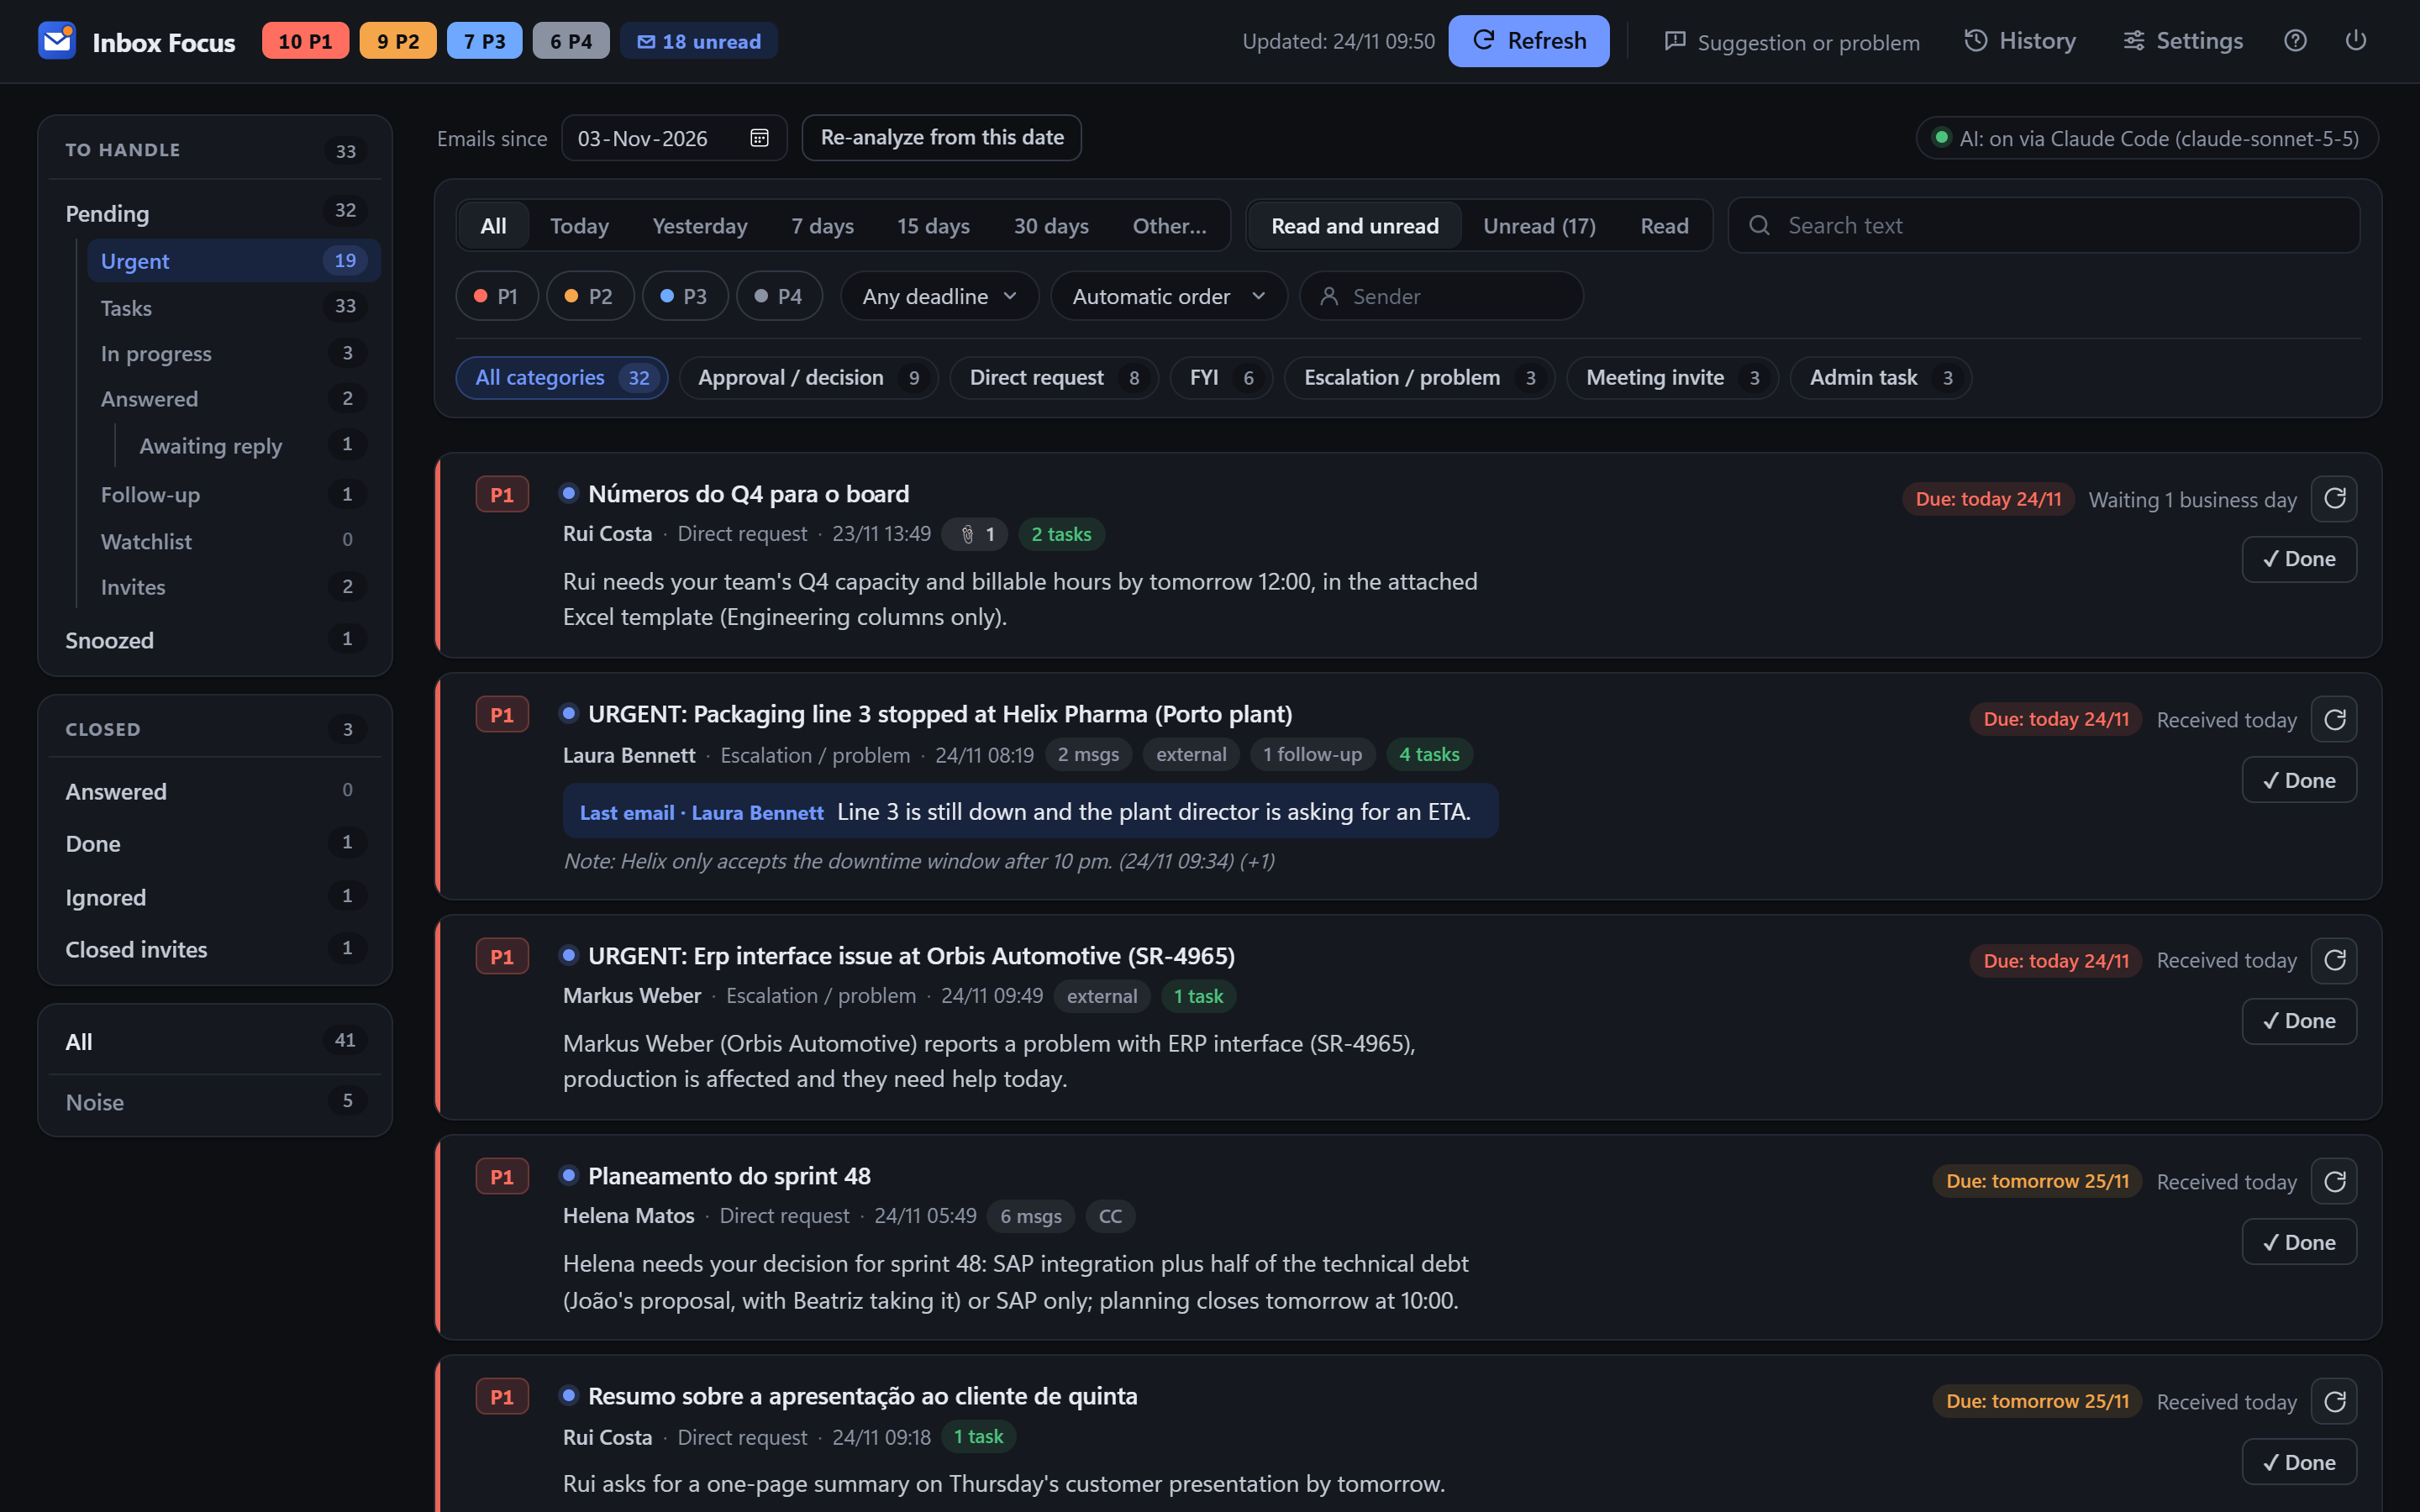 Inbox Focus 10 P1 9 P2 7 P3 6 P4 18 unread Updated: 24/11 09:50 Refresh Suggestion or problem History Settings
TO HANDLE 33
Pending 32
Urgent 19
Tasks 33
In progress 3
Answered 2
Awaiting reply 1
Follow-up 1
Watchlist 0
Invites 2
Snoozed 1
CLOSED 3
Answered 0
Done 1
Ignored 1
Closed invites 1
All 41
Noise 5
Emails since 03-Nov-2026 Re-analyze from this date AI: on via Claude Code (claude-sonnet-5-5)
All Today Yesterday 7 days 15 days 30 days Other... Read and unread Unread (17) Read Search text
P1 P2 P3 P4 Any deadline Automatic order Sender
All categories 32 Approval / decision 9 Direct request 8 FYI 6 Escalation / problem 3 Meeting invite 3 Admin task 3
P1 Números do Q4 para o board Due: today 24/11 Waiting 1 business day
Rui Costa · Direct request · 23/11 13:49 1 2 tasks
✓ Done
Rui needs your team's Q4 capacity and billable hours by tomorrow 12:00, in the attached
Excel template (Engineering columns only).
P1 URGENT: Packaging line 3 stopped at Helix Pharma (Porto plant) Due: today 24/11 Received today
Laura Bennett · Escalation / problem · 24/11 08:19 2 msgs external 1 follow-up 4 tasks
✓ Done
Last email · Laura Bennett Line 3 is still down and the plant director is asking for an ETA.
Note: Helix only accepts the downtime window after 10 pm. (24/11 09:34) (+1)
P1 URGENT: Erp interface issue at Orbis Automotive (SR-4965) Due: today 24/11 Received today
Markus Weber · Escalation / problem · 24/11 09:49 external 1 task
✓ Done
Markus Weber (Orbis Automotive) reports a problem with ERP interface (SR-4965),
production is affected and they need help today.
P1 Planeamento do sprint 48 Due: tomorrow 25/11 Received today
Helena Matos · Direct request · 24/11 05:49 6 msgs CC
✓ Done
Helena needs your decision for sprint 48: SAP integration plus half of the technical debt
(João's proposal, with Beatriz taking it) or SAP only; planning closes tomorrow at 10:00.
P1 Resumo sobre a apresentação ao cliente de quinta Due: tomorrow 25/11 Received today
Rui Costa · Direct request · 24/11 09:18 1 task
✓ Done
Rui asks for a one-page summary on Thursday's customer presentation by tomorrow.